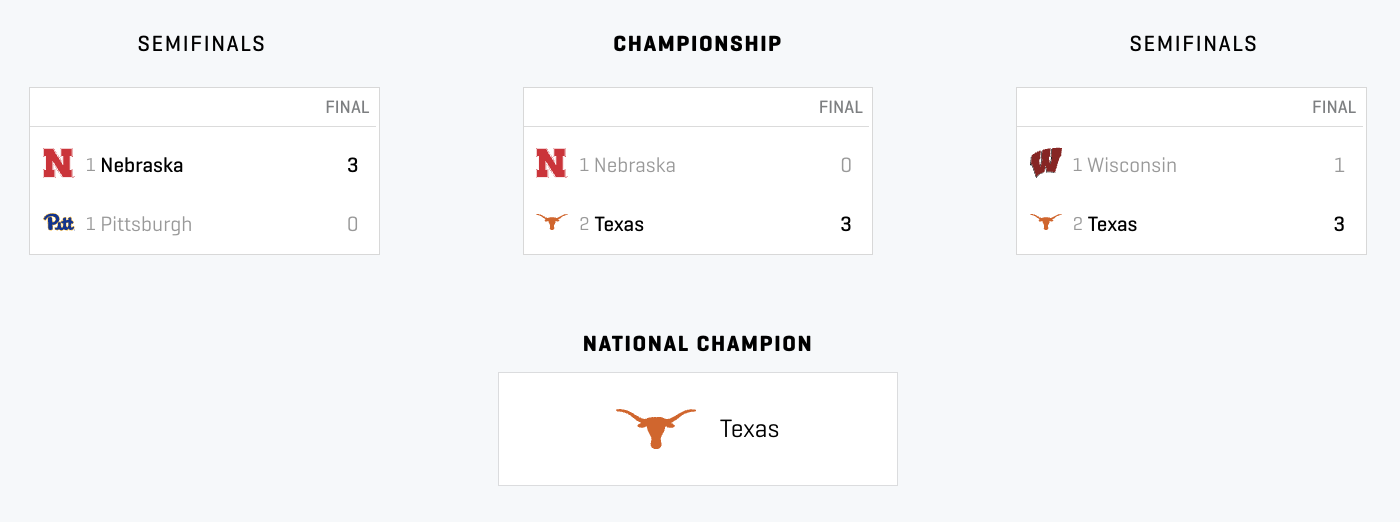 SEMIFINALS
FINAL
N 1 Nebraska 3
Pitt 1 Pittsburgh 0
CHAMPIONSHIP
FINAL
N 1 Nebraska 0
2 Texas 3
SEMIFINALS
FINAL
W 1 Wisconsin 1
2 Texas 3
NATIONAL CHAMPION
Texas